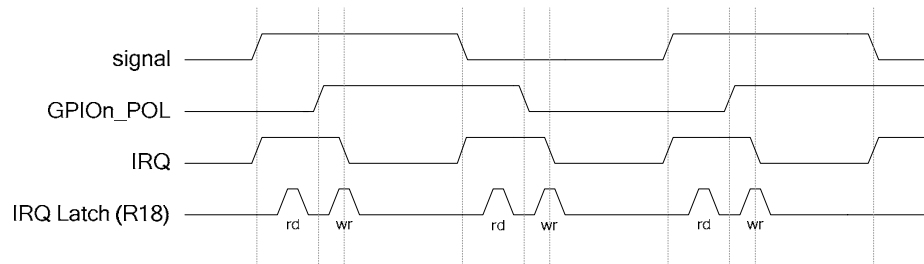 signal
GPIOn_POL
IRQ
IRQ Latch (R18)
rd wr rd wr rd wr